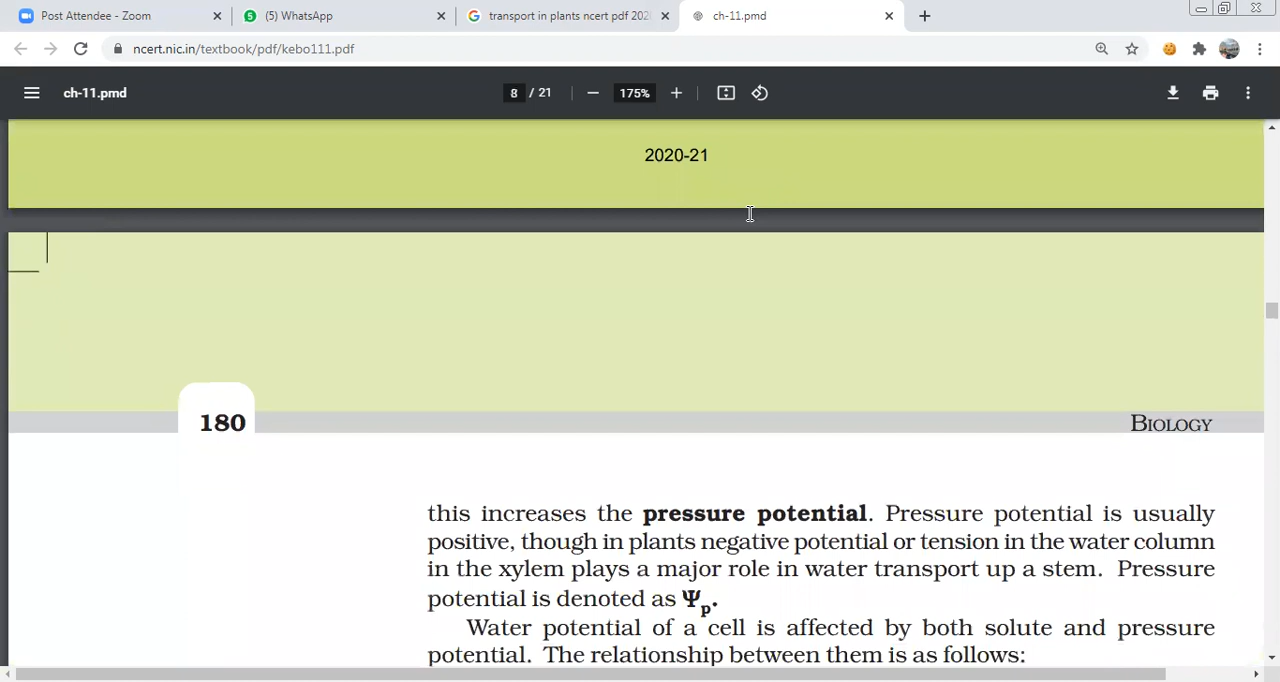 Post Attendee - Zoom
(5) WhatsApp
transport in plants ncert pdf 202
ch-11.pmd
ncert.nic.in/textbook/pdf/kebo111.pdf
ch-11.pmd
8 / 21
175%
2020-21
180
BIOLOGY
this increases the pressure potential. Pressure potential is usually
positive, though in plants negative potential or tension in the water column
in the xylem plays a major role in water transport up a stem. Pressure
potential is denoted as Ψp.
Water potential of a cell is affected by both solute and pressure
potential. The relationship between them is as follows: